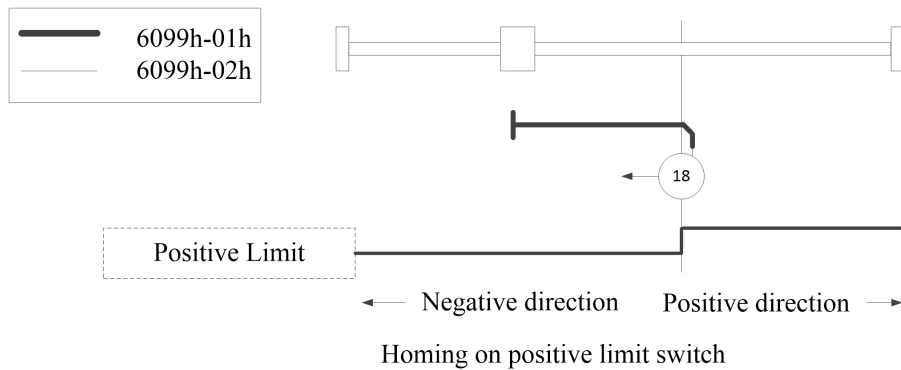 6099h-01h
6099h-02h
18
Positive Limit
Negative direction
Positive direction
Homing on positive limit switch